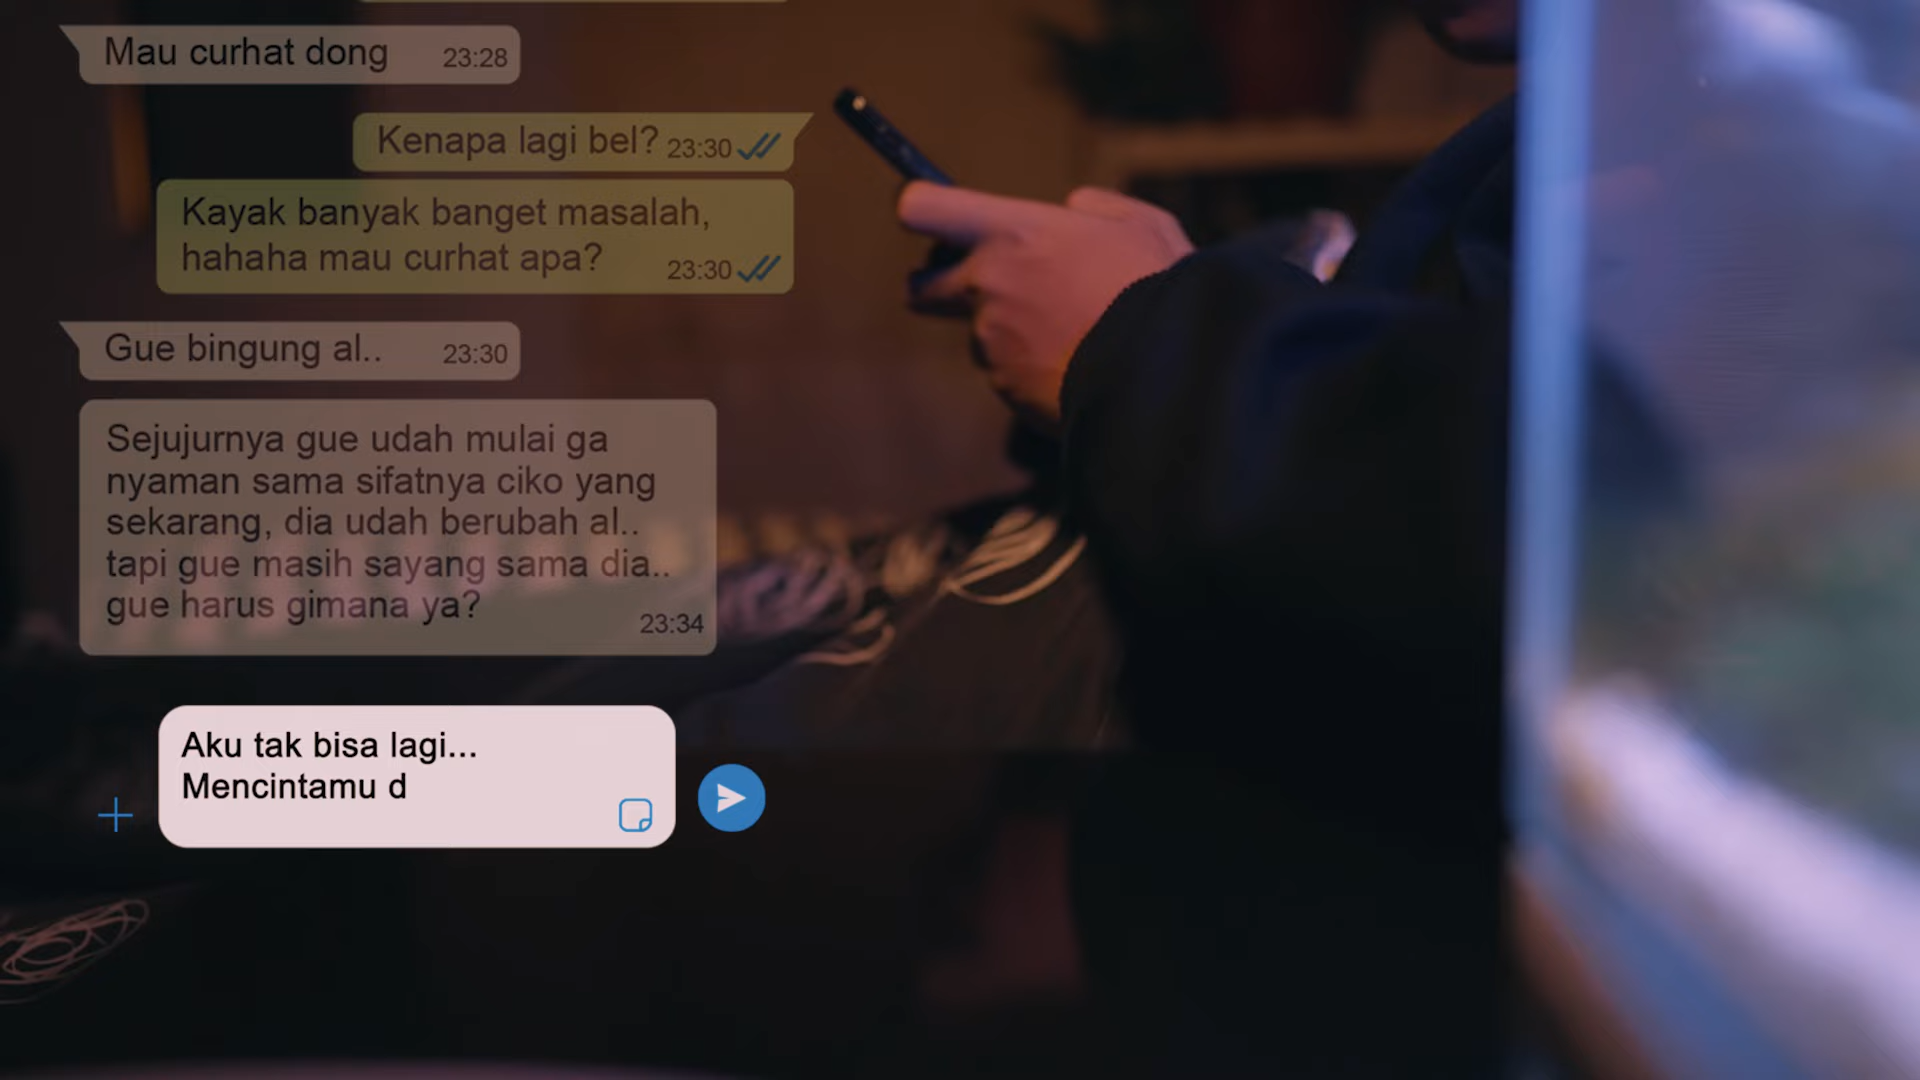 Mau curhat dong 23:28
Kenapa lagi bel? 23:30
Kayak banyak banget masalah,
hahaha mau curhat apa? 23:30
Gue bingung al.. 23:30
Sejujurnya gue udah mulai ga
nyaman sama sifatnya ciko yang
sekarang, dia udah berubah al..
tapi gue masih sayang sama dia..
gue harus gimana ya?
23:34
Aku tak bisa lagi...
Mencintamu d